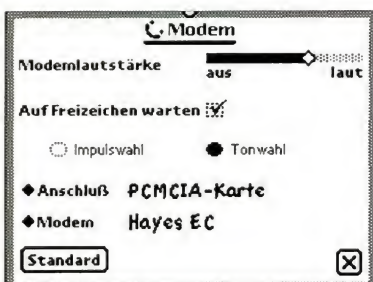 Modem
Modemlautstärke
aus laut
Auf Freizeichen warten
Impulswahl Tonwahl
Anschluß PCMCIA-Karte
Modem Hayes EC
Standard